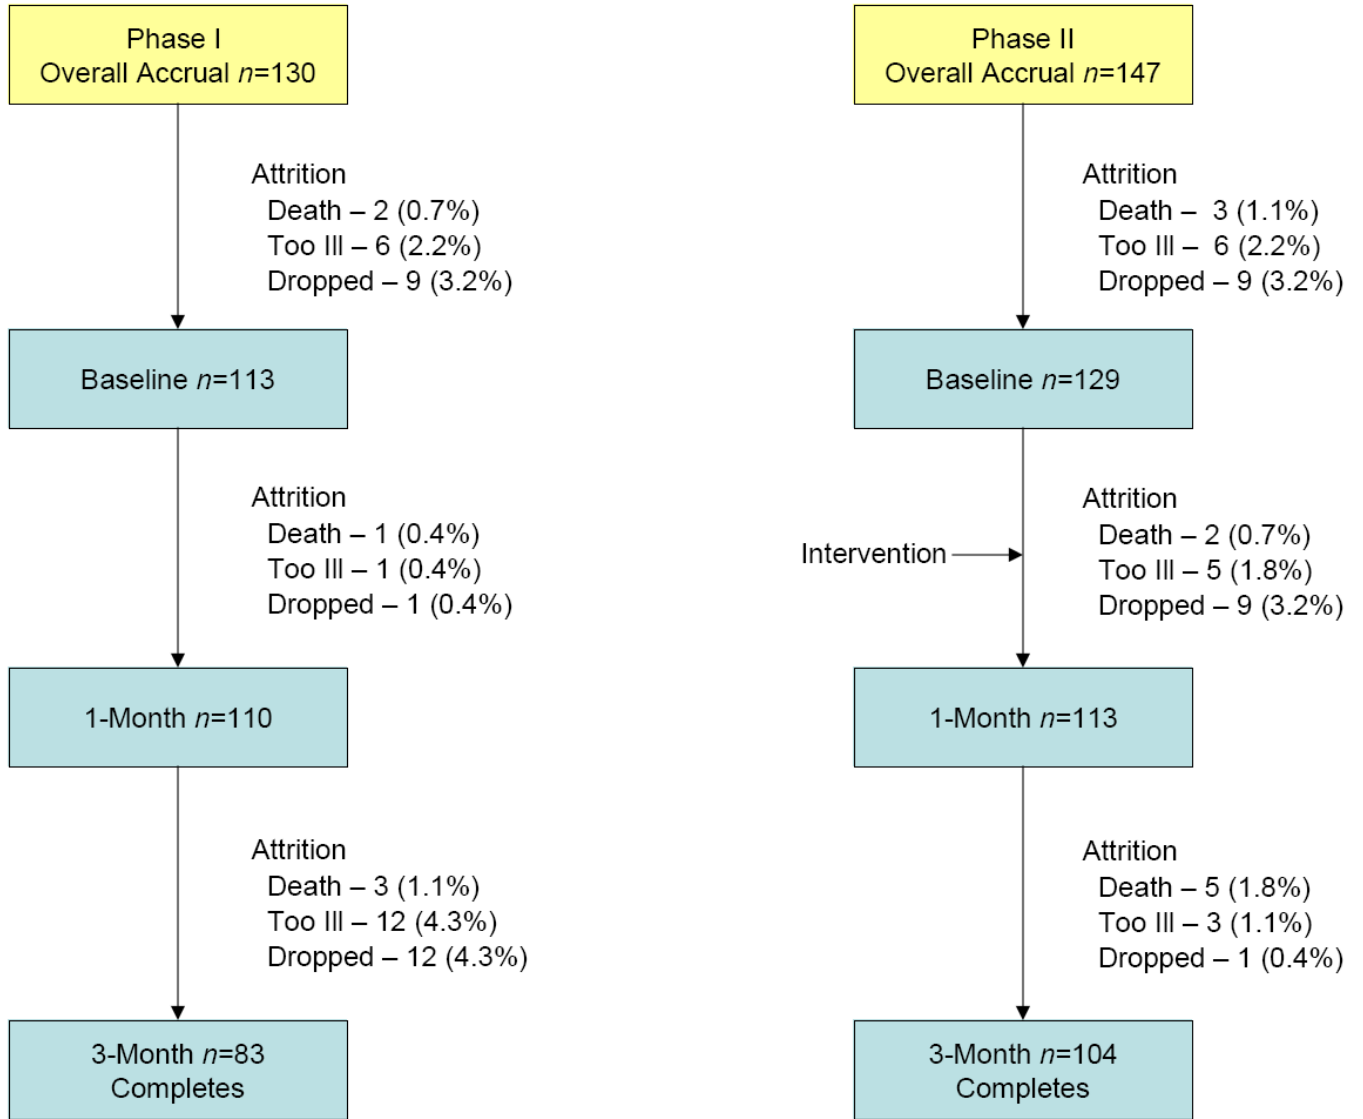 Phase I
Overall Accrual n=130
Attrition
Death – 2 (0.7%)
Too Ill – 6 (2.2%)
Dropped – 9 (3.2%)
Baseline n=113
Attrition
Death – 1 (0.4%)
Too Ill – 1 (0.4%)
Dropped – 1 (0.4%)
1-Month n=110
Attrition
Death – 3 (1.1%)
Too Ill – 12 (4.3%)
Dropped – 12 (4.3%)
3-Month n=83
Completes
Phase II
Overall Accrual n=147
Attrition
Death – 3 (1.1%)
Too Ill – 6 (2.2%)
Dropped – 9 (3.2%)
Baseline n=129
Intervention
Attrition
Death – 2 (0.7%)
Too Ill – 5 (1.8%)
Dropped – 9 (3.2%)
1-Month n=113
Attrition
Death – 5 (1.8%)
Too Ill – 3 (1.1%)
Dropped – 1 (0.4%)
3-Month n=104
Completes